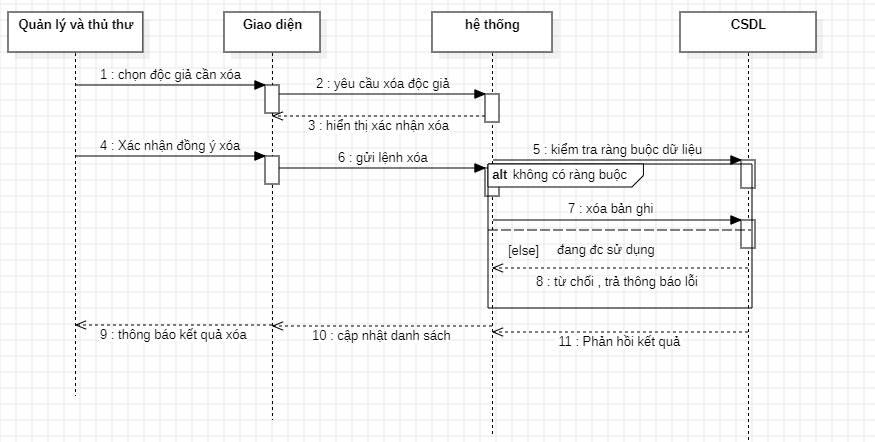 Quản lý và thủ thư
Giao diện
hệ thống
CSDL
1 : chọn độc giả cần xóa
2 : yêu cầu xóa độc giả
3 : hiển thị xác nhận xóa
4 : Xác nhận đồng ý xóa
5 : kiểm tra ràng buộc dữ liệu
6 : gửi lệnh xóa
alt không có ràng buộc
7 : xóa bản ghi
[else] đang đc sử dụng
8 : từ chối , trả thông báo lỗi
9 : thông báo kết quả xóa
10 : cập nhật danh sách
11 : Phản hồi kết quả